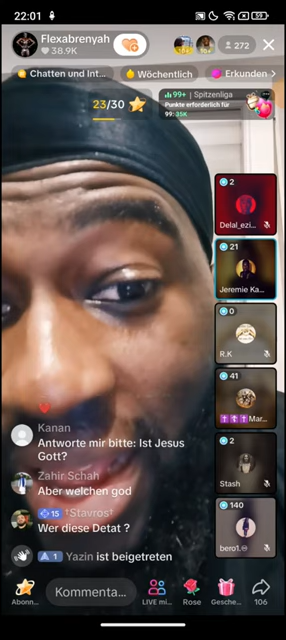 22:01
59
Flexabrenyah
38.9K
272
Chatten und Int...
Wöchentlich
Erkunden
23/30
99+ | Spitzenliga
Punkte erforderlich für
99: 35K
2
Delal_ezi...
21
Jeremie Ka...
0
R.K
41
Mar...
2
Stash
140
bero1.
Kanan
Antworte mir bitte: Ist Jesus
Gott?
Zahir Schah
Aber welchen god
15 *Stavros*
Wer diese Detat ?
1 Yazin ist beigetreten
Abonn...
Kommenta...
LIVE mi...
Rose
Gesche...
106